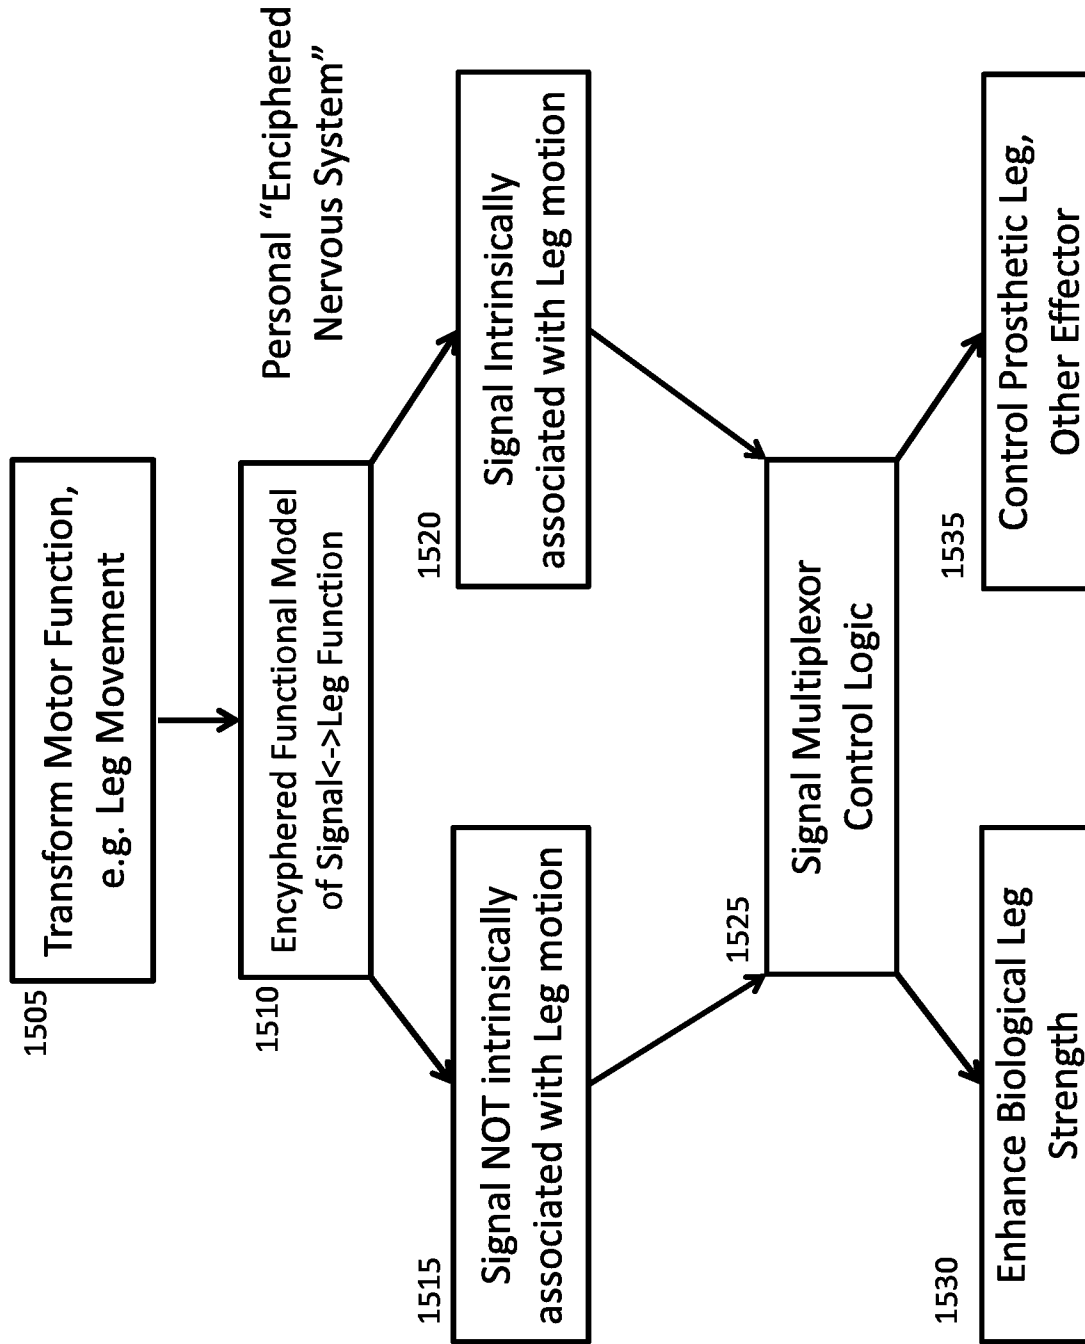 1505
Transform Motor Function,
e.g. Leg Movement
1510
Encyphered Functional Model
of Signal<->Leg Function
Personal “Enciphered
Nervous System”
1515
Signal NOT intrinsically
associated with Leg motion
1520
Signal Intrinsically
associated with Leg motion
1525
Signal Multiplexor
Control Logic
1530
Enhance Biological Leg
Strength
1535
Control Prosthetic Leg,
Other Effector